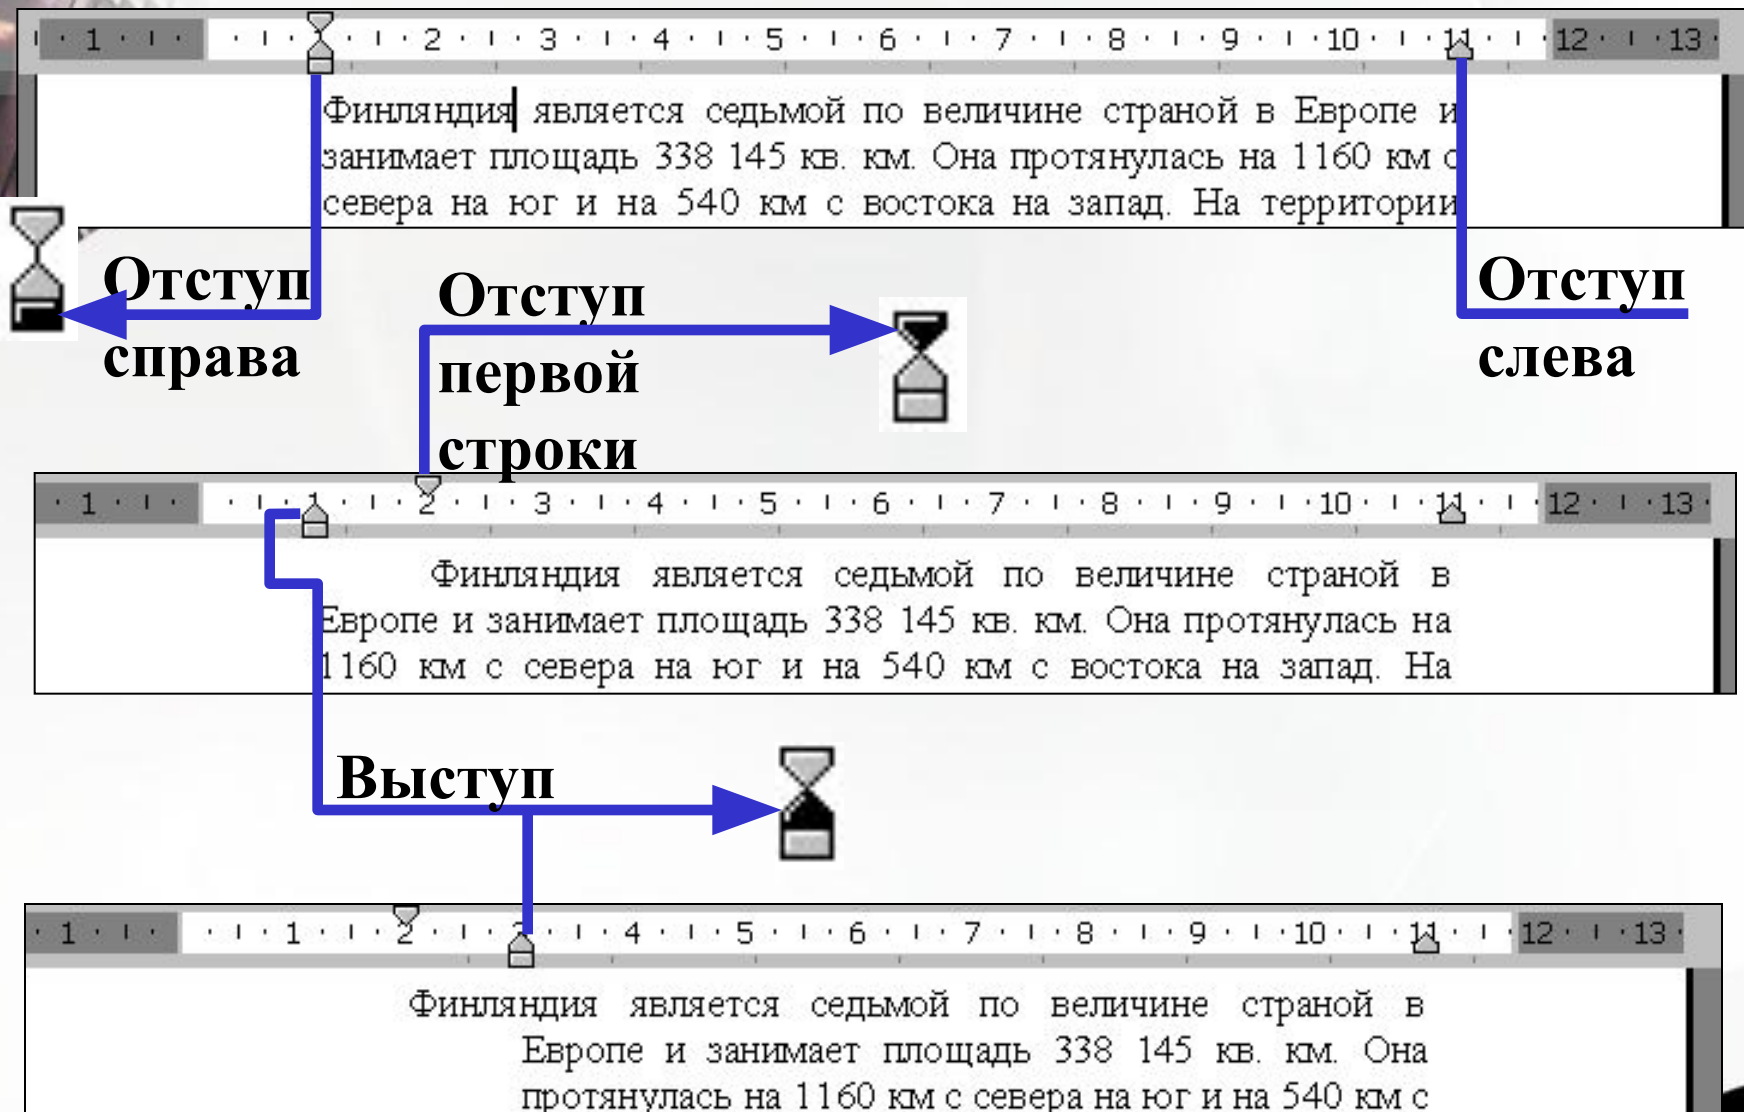 1 2 3 4 5 6 7 8 9 10 11 12 13
Финляндия является седьмой по величине страной в Европе и
занимает площадь 338 145 кв. км. Она протянулась на 1160 км с
севера на юг и на 540 км с востока на запад. На территории
Отступ
справа
Отступ
первой
строки
Отступ
слева
1 1 2 3 4 5 6 7 8 9 10 11 12 13
Финляндия является седьмой по величине страной в
Европе и занимает площадь 338 145 кв. км. Она протянулась на
1160 км с севера на юг и на 540 км с востока на запад. На
Выступ
1 1 2 3 4 5 6 7 8 9 10 11 12 13
Финляндия является седьмой по величине страной в
Европе и занимает площадь 338 145 кв. км. Она
протянулась на 1160 км с севера на юг и на 540 км с